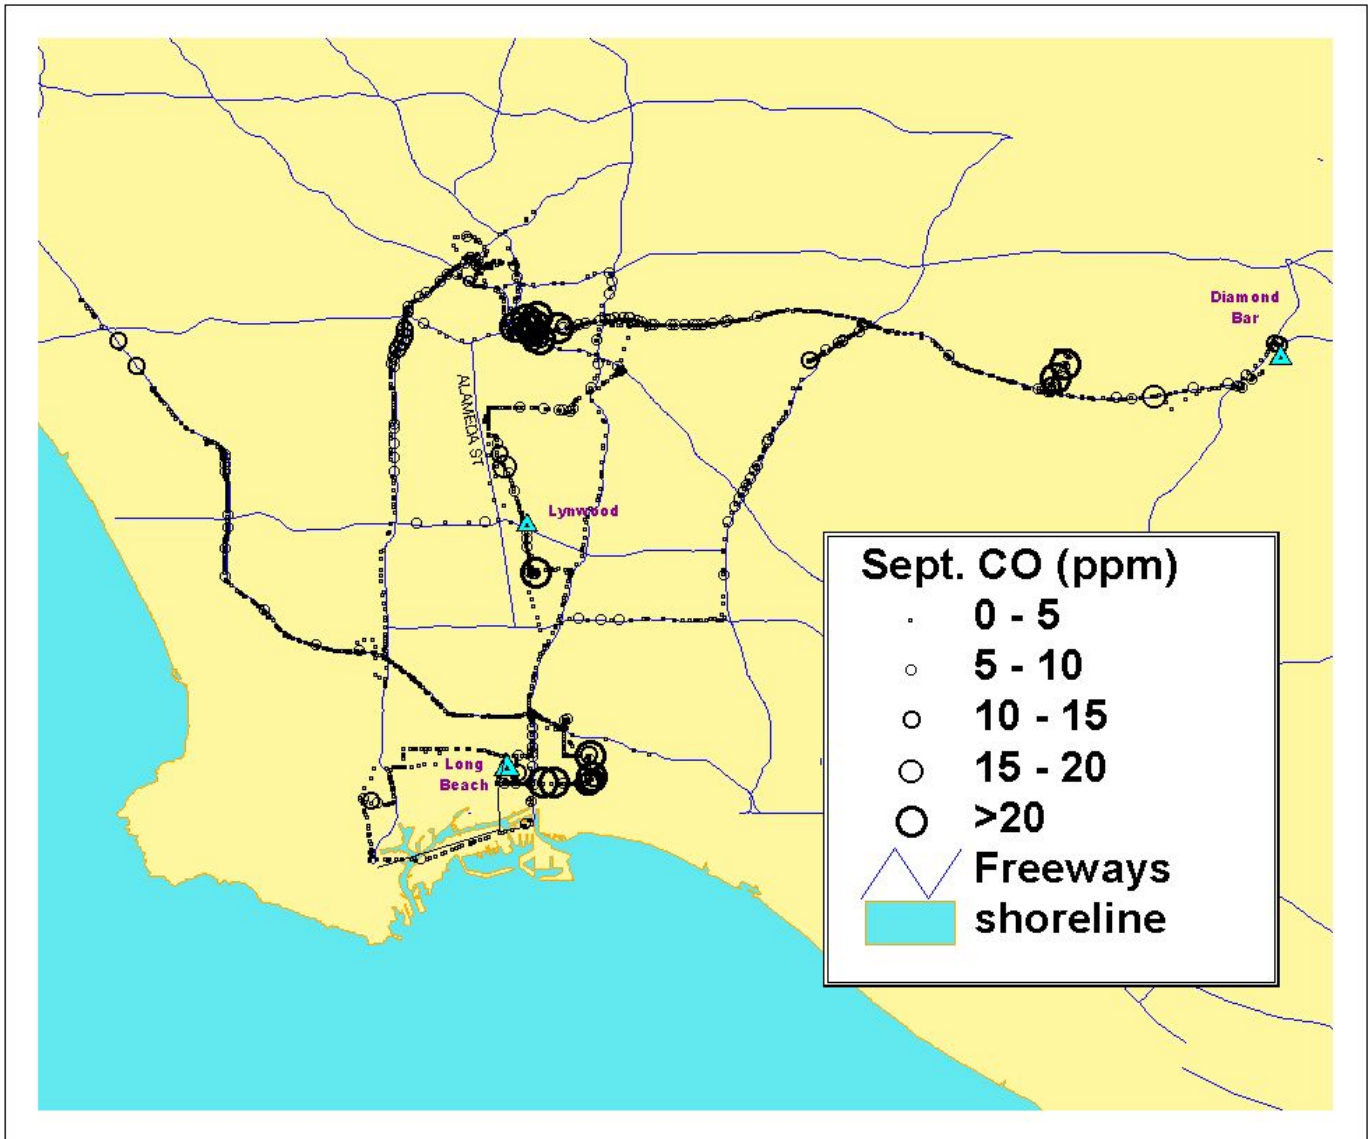 Diamond
Bar
ALAMEDA ST.
Lynwood
Long
Beach
Sept. CO (ppm)
0 - 5
5 - 10
10 - 15
15 - 20
>20
Freeways
shoreline